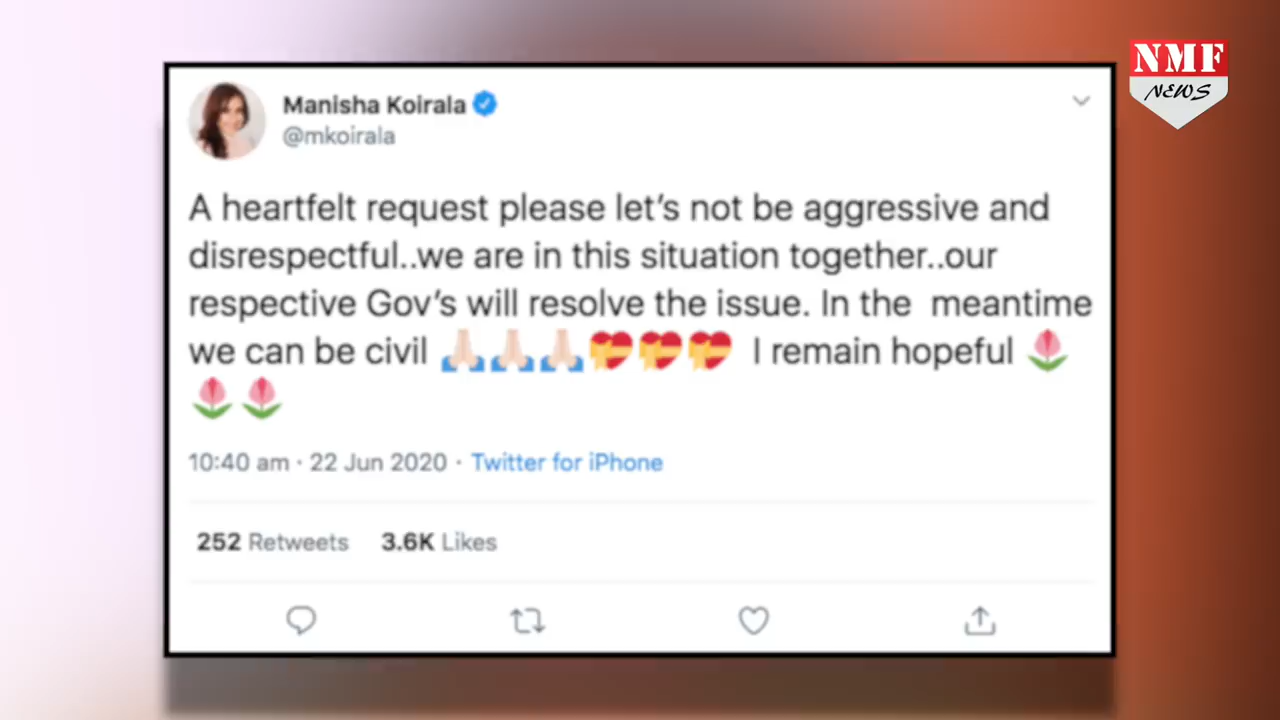 NMF
NEWS
Manisha Koirala
@mkoirala
A heartfelt request please let's not be aggressive and
disrespectful..we are in this situation together..our
respective Gov's will resolve the issue. In the  meantime
we can be civil 🙏🏻🙏🏻🙏🏻💝💝💝  I remain hopeful 🌷
🌷🌷
10:40 am · 22 Jun 2020 · Twitter for iPhone
252 Retweets 3.6K Likes